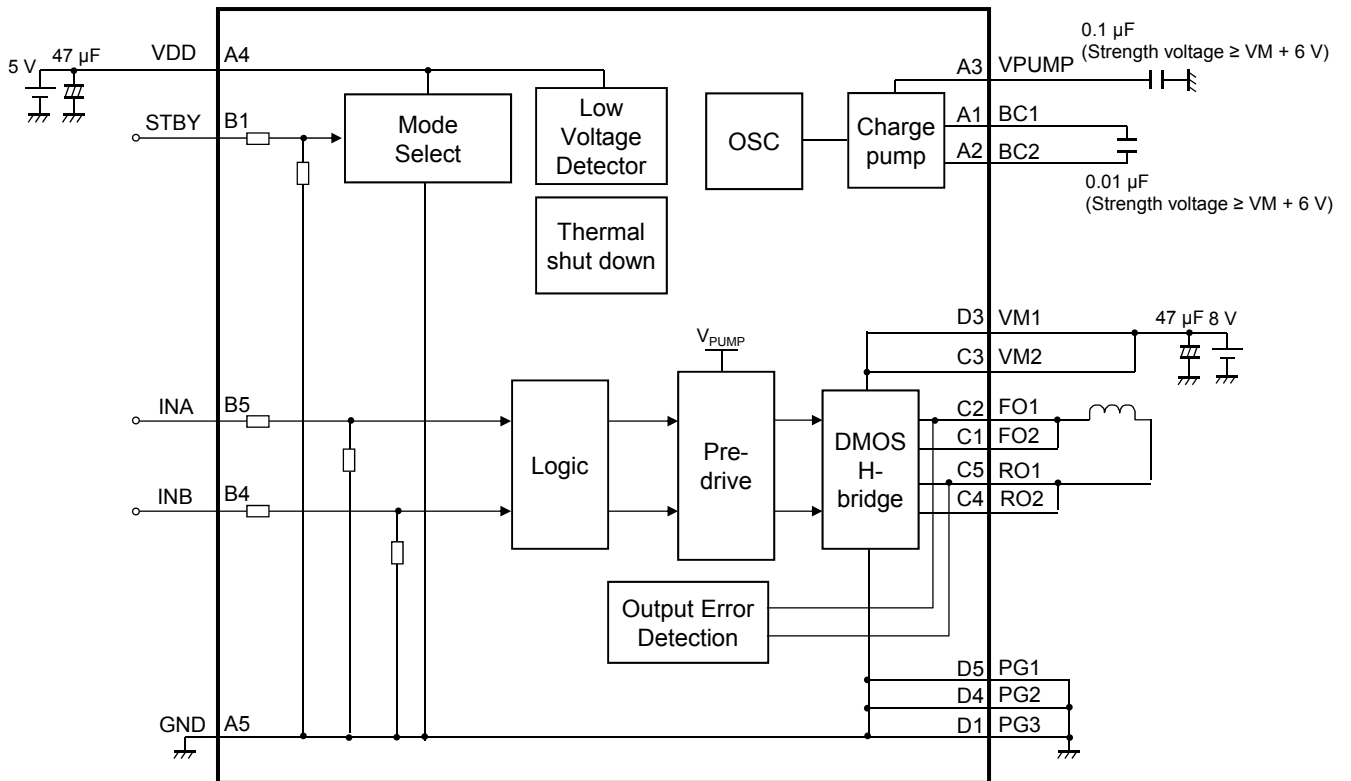 0.1 µF
(Strength voltage ≥ VM + 6 V)
5 V
47 µF
VDD
A4
A3
VPUMP
STBY
B1
Mode
Select
Low
Voltage
Detector
OSC
Charge
pump
A1
BC1
A2
BC2
0.01 µF
(Strength voltage ≥ VM + 6 V)
Thermal
shut down
D3
VM1
47 µF
8 V
C3
VM2
VPUMP
INA
B5
INB
B4
Logic
Pre-
drive
DMOS
H-
bridge
C2
FO1
C1
FO2
C5
RO1
C4
RO2
Output Error
Detection
D5
PG1
D4
PG2
D1
PG3
GND
A5